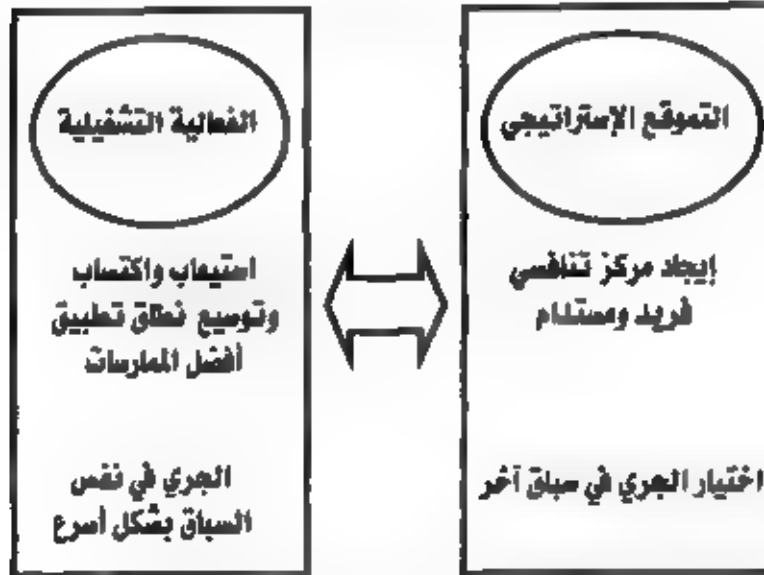 التموقع الإستراتيجي
إيجاد مركز تنافسي
فريد ومستدام
اختيار الجري في سباق آخر
الفعالية التشغيلية
استيعاب واكتساب
وتوسيع نطاق تطبيق
أفضل الممارسات
الجري في نفس
السباق بشكل أسرع